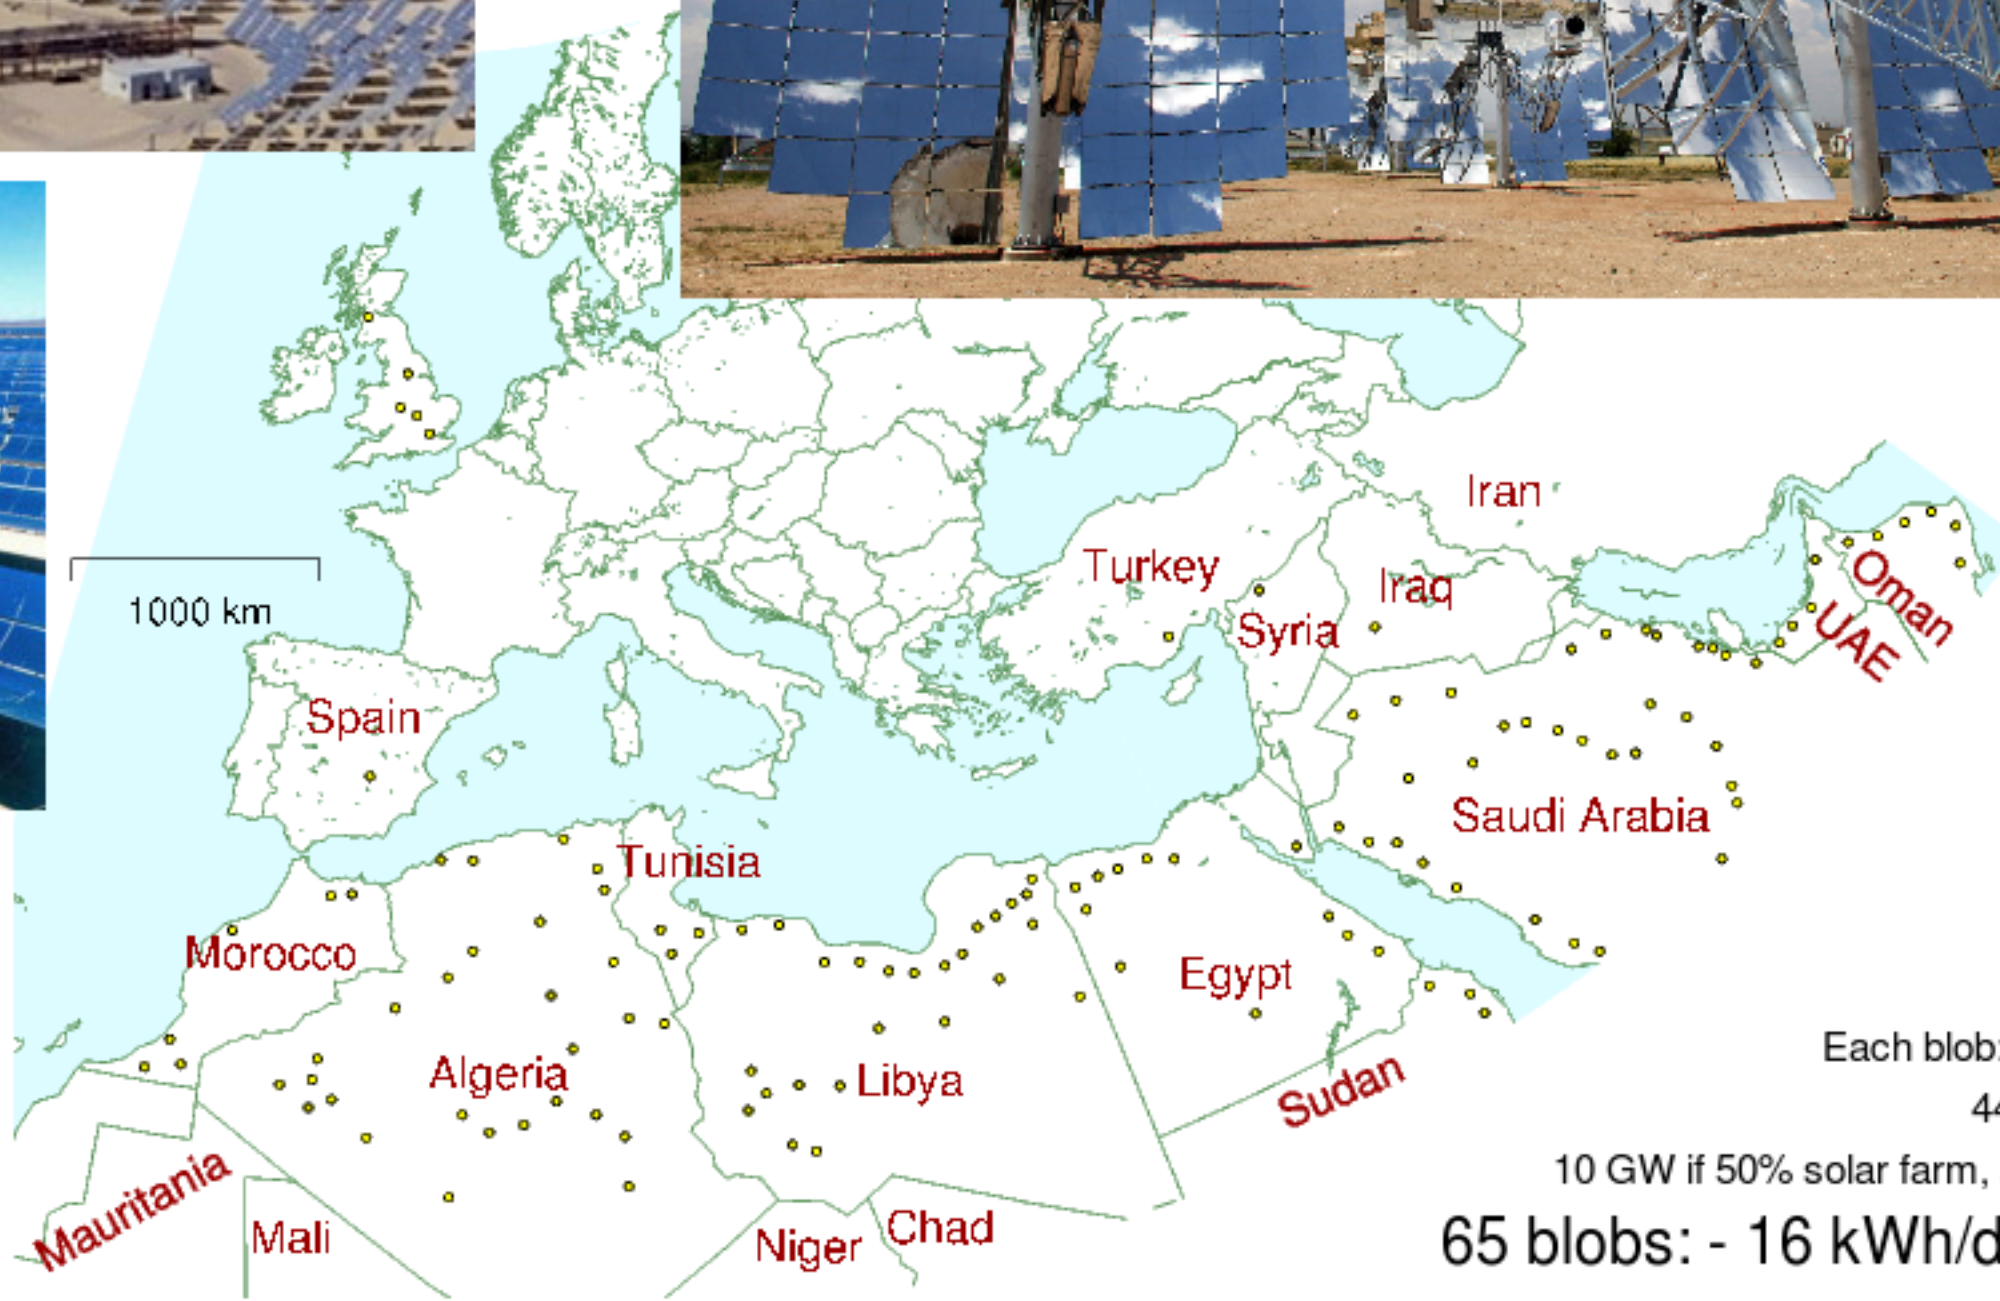 Iran
Turkey
Iraq
Oman
1000 km
Syria
UAE
Spain
Saudi Arabia
Tunisia
Morocco
Egypt
Each blob:
Algeria
Libya
Sudan
44
10 GW if 50% solar farm,
Mauritania
Mali
Niger
Chad
65 blobs: - 16 kWh/d